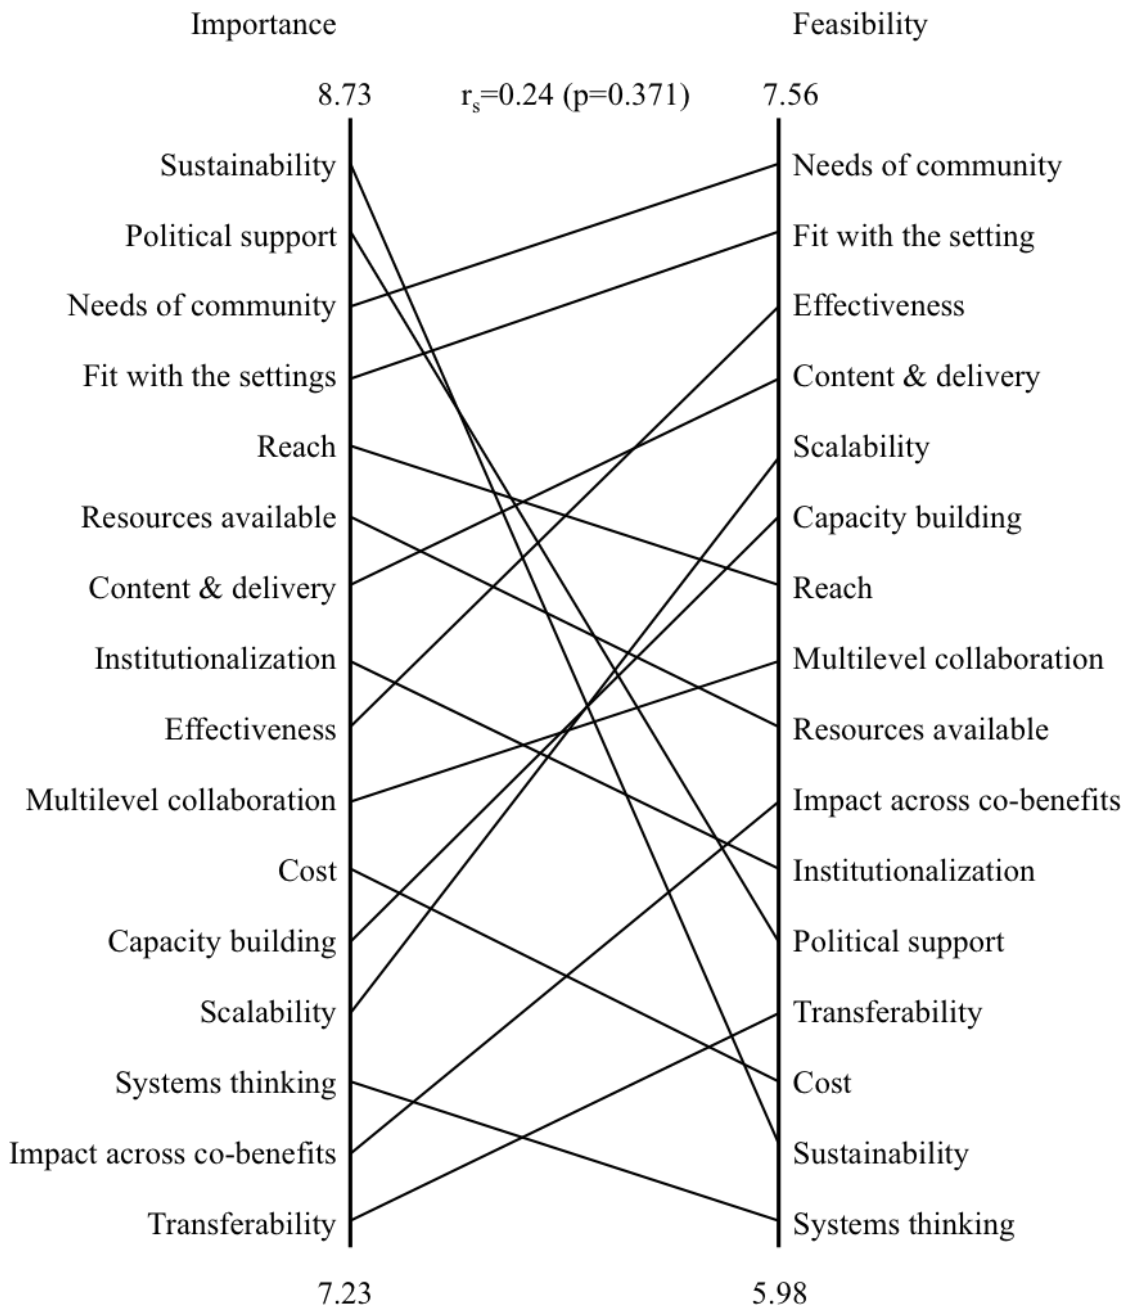 Importance Feasibility
8.73 rs=0.24 (p=0.371) 7.56
Sustainability Needs of community
Political support Fit with the setting
Needs of community Effectiveness
Fit with the settings Content & delivery
Reach Scalability
Resources available Capacity building
Content & delivery Reach
Institutionalization Multilevel collaboration
Effectiveness Resources available
Multilevel collaboration Impact across co-benefits
Cost Institutionalization
Capacity building Political support
Scalability Transferability
Systems thinking Cost
Impact across co-benefits Sustainability
Transferability Systems thinking
7.23 5.98